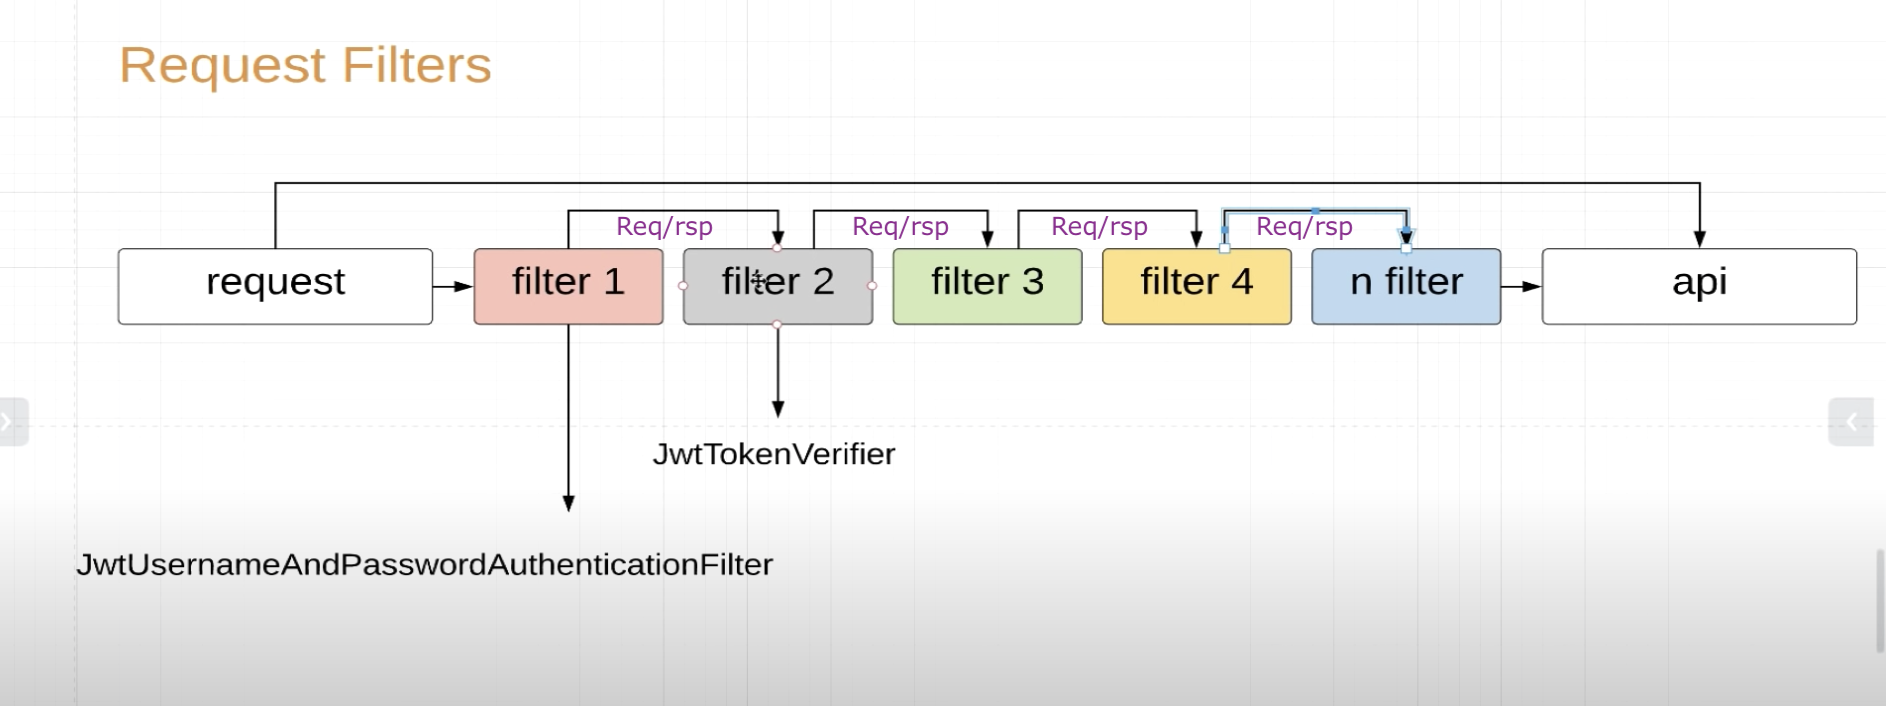 Request Filters
Req/rsp
Req/rsp
Req/rsp
Req/rsp
request
filter 1
filter 2
filter 3
filter 4
n filter
api
JwtTokenVerifier
JwtUsernameAndPasswordAuthenticationFilter